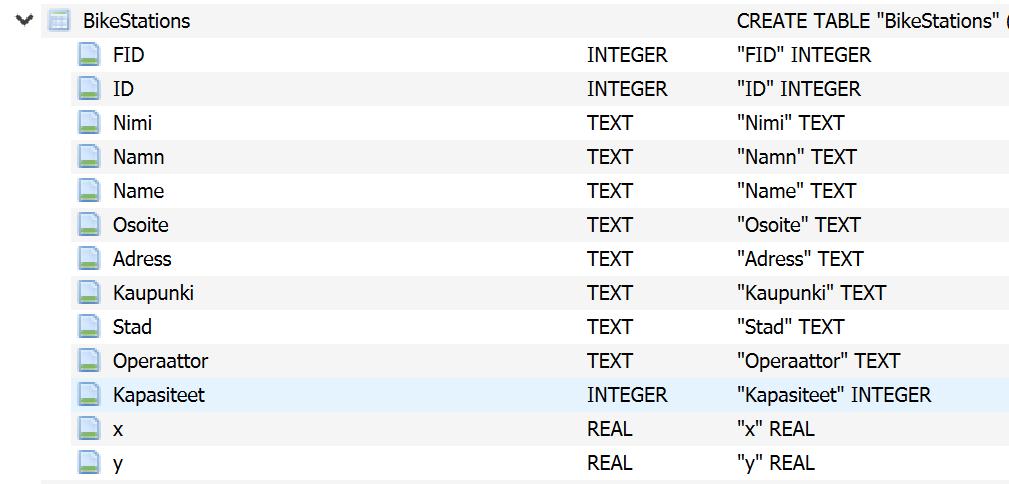 BikeStations CREATE TABLE "BikeStations" (
FID INTEGER "FID" INTEGER
ID INTEGER "ID" INTEGER
Nimi TEXT "Nimi" TEXT
Namn TEXT "Namn" TEXT
Name TEXT "Name" TEXT
Osoite TEXT "Osoite" TEXT
Adress TEXT "Adress" TEXT
Kaupunki TEXT "Kaupunki" TEXT
Stad TEXT "Stad" TEXT
Operaattor TEXT "Operaattor" TEXT
Kapasiteet INTEGER "Kapasiteet" INTEGER
x REAL "x" REAL
y REAL "y" REAL